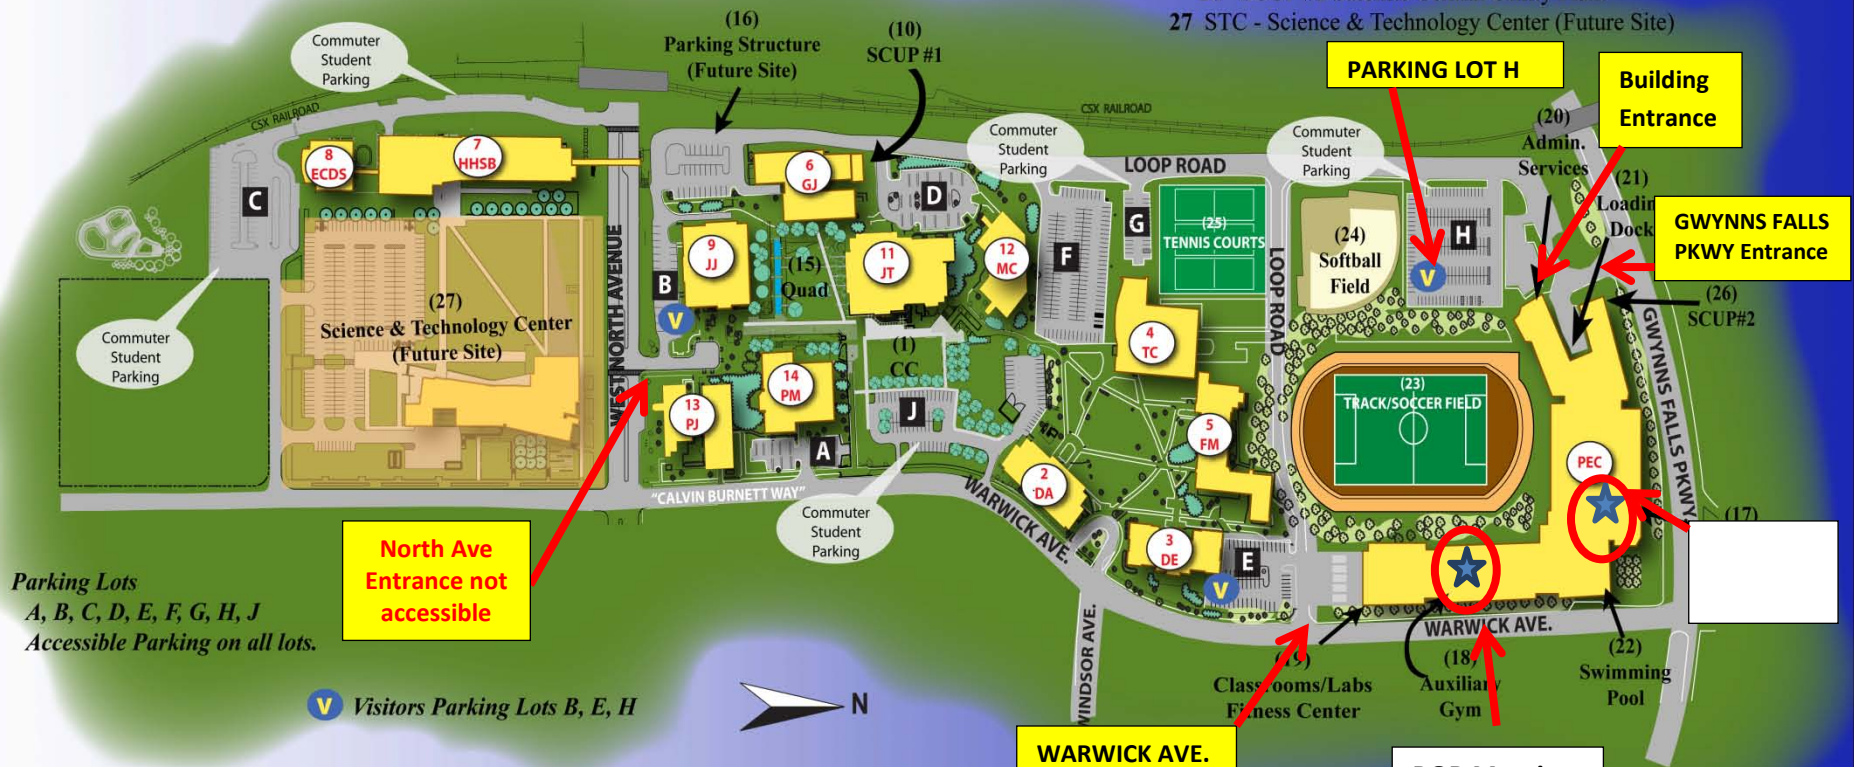 27 STC - Science & Technology Center (Future Site)
(16)
Parking Structure
(Future Site)
(10)
SCUP #1
PARKING LOT H
Building
Entrance
Commuter
Student
Parking
CSX RAILROAD
CSX RAILROAD
Commuter
Student
Parking
Commuter
Student
Parking
LOOP ROAD
(20)
Admin.
Services
(21)
Loadin
Dock
GWYNNS FALLS
PKWY Entrance
(26)
SCUP#2
8
ECDS
7
HHSB
6
GJ
C
D
G
F
H
V
(25)
TENNIS COURTS
(24)
Softball
Field
LOOP ROAD
9
JJ
B
V
(15)
Quad
11
JT
12
MC
WEST NORTH AVENUE
(27)
Science & Technology Center
(Future Site)
Commuter
Student
Parking
4
TC
(1)
CC
14
PM
13
PJ
J
A
5
FM
(23)
TRACK/SOCCER FIELD
GWYNNS FALLS PKWY.
PEC
2
DA
"CALVIN BURNETT WAY"
WARWICK AVE.
Commuter
Student
Parking
3
DE
E
V
(17)
North Ave
Entrance not
accessible
Parking Lots
A, B, C, D, E, F, G, H, J
Accessible Parking on all lots.
V Visitors Parking Lots B, E, H
N
WINDSOR AVE.
WARWICK AVE.
(19)
Classrooms/Labs
Fitness Center
(18)
Auxiliary
Gym
(22)
Swimming
Pool
WARWICK AVE.